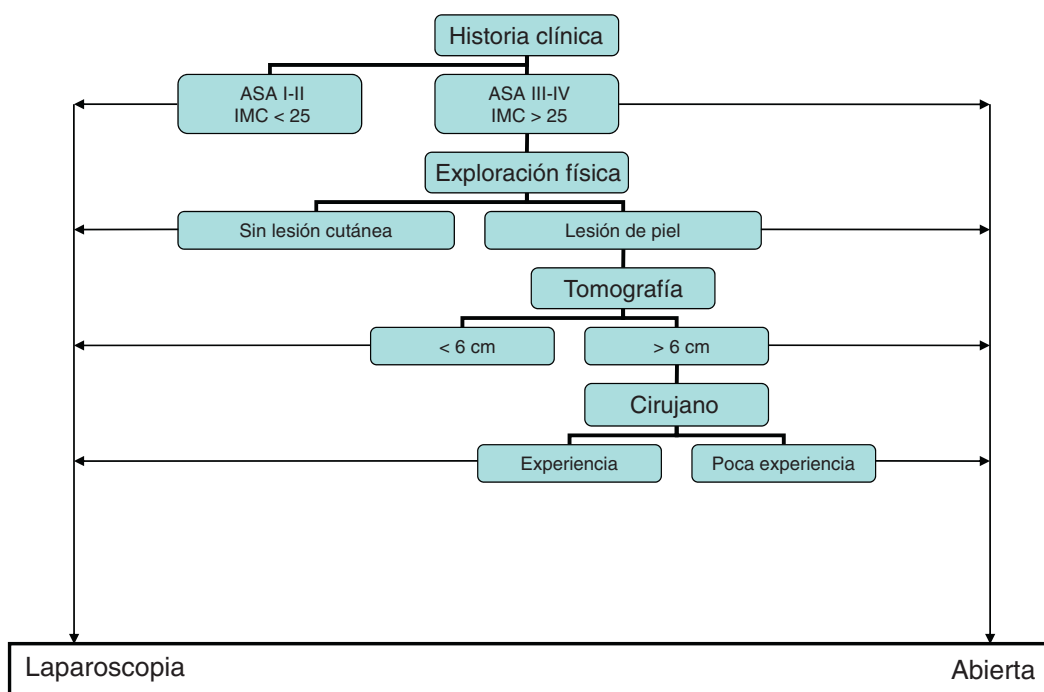 Historia clínica
ASA I-II
IMC < 25
ASA III-IV
IMC > 25
Exploración física
Sin lesión cutánea
Lesión de piel
Tomografía
< 6 cm
> 6 cm
Cirujano
Experiencia
Poca experiencia
Laparoscopia
Abierta